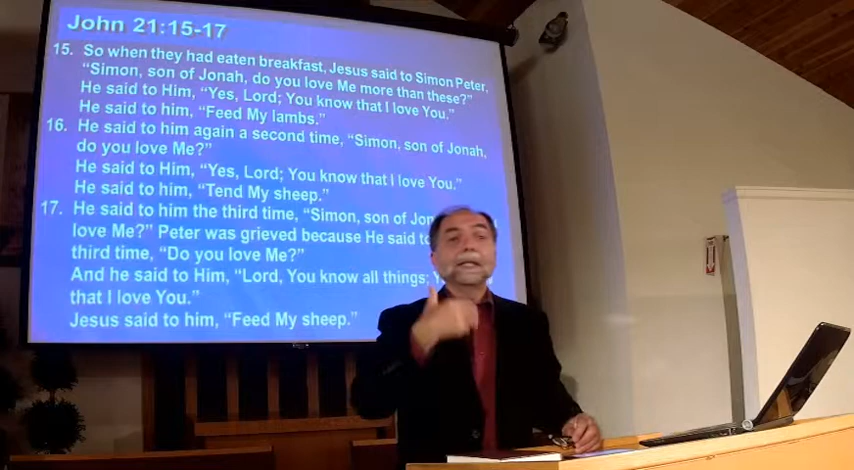 John 21:15-17
15. So when they had eaten breakfast, Jesus said to Simon Peter,
“Simon, son of Jonah, do you love Me more than these?”
He said to Him, “Yes, Lord; You know that I love You.”
He said to him, “Feed My lambs.”
16. He said to him again a second time, “Simon, son of Jonah,
do you love Me?”
He said to Him, “Yes, Lord; You know that I love You.”
He said to him, “Tend My sheep.”
17. He said to him the third time, “Simon, son of Jo
love Me?” Peter was grieved because He said t
third time, “Do you love Me?”
And he said to Him, “Lord, You know all things;
that I love You.”
Jesus said to him, “Feed My sheep.”